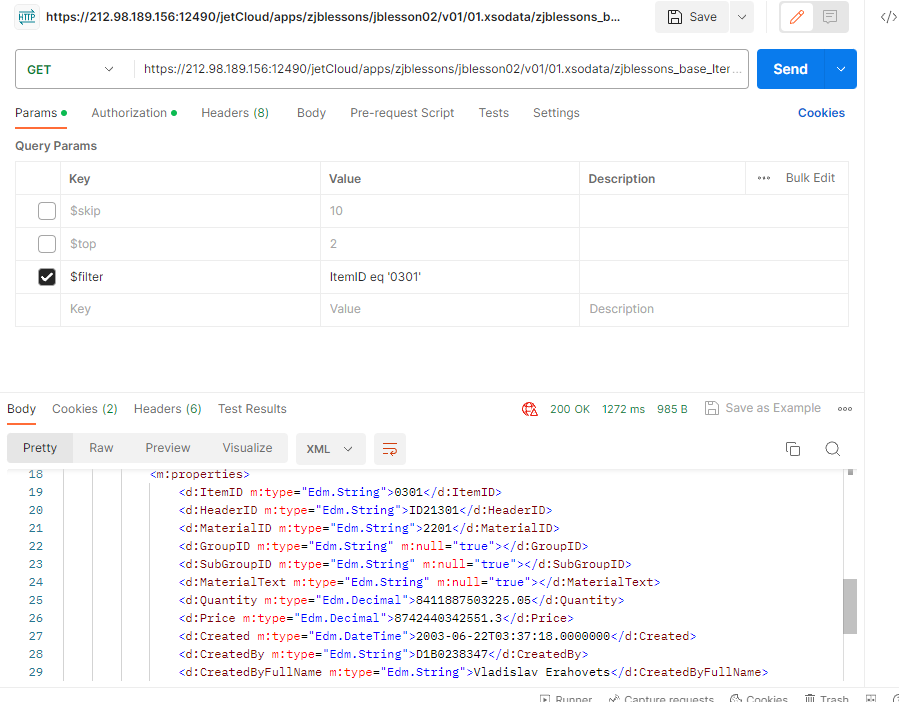 HTTP https://212.98.189.156:12490/jetCloud/apps/zjblessons/jblesson02/v01/01.xsodata/zjblessons_b... Save
GET https://212.98.189.156:12490/jetCloud/apps/zjblessons/jblesson02/v01/01.xsodata/zjblessons_base_Iter... Send
Params Authorization Headers (8) Body Pre-request Script Tests Settings Cookies
Query Params
Key Value Description Bulk Edit
$skip 10
$top 2
$filter ItemID eq '0301'
Key Value Description
Body Cookies (2) Headers (6) Test Results 200 OK 1272 ms 985 B Save as Example
Pretty Raw Preview Visualize XML
18 <m:properties>
19 <d:ItemID m:type="Edm.String">0301</d:ItemID>
20 <d:HeaderID m:type="Edm.String">ID21301</d:HeaderID>
21 <d:MaterialID m:type="Edm.String">2201</d:MaterialID>
22 <d:GroupID m:type="Edm.String" m:null="true"></d:GroupID>
23 <d:SubGroupID m:type="Edm.String" m:null="true"></d:SubGroupID>
24 <d:MaterialText m:type="Edm.String" m:null="true"></d:MaterialText>
25 <d:Quantity m:type="Edm.Decimal">8411887503225.05</d:Quantity>
26 <d:Price m:type="Edm.Decimal">8742440342551.3</d:Price>
27 <d:Created m:type="Edm.DateTime">2003-06-22T03:37:18.0000000</d:Created>
28 <d:CreatedBy m:type="Edm.String">D1B0238347</d:CreatedBy>
29 <d:CreatedByFullName m:type="Edm.String">Vladislav Erahovets</d:CreatedByFullName>
Runner Capture requests Cookies Trash